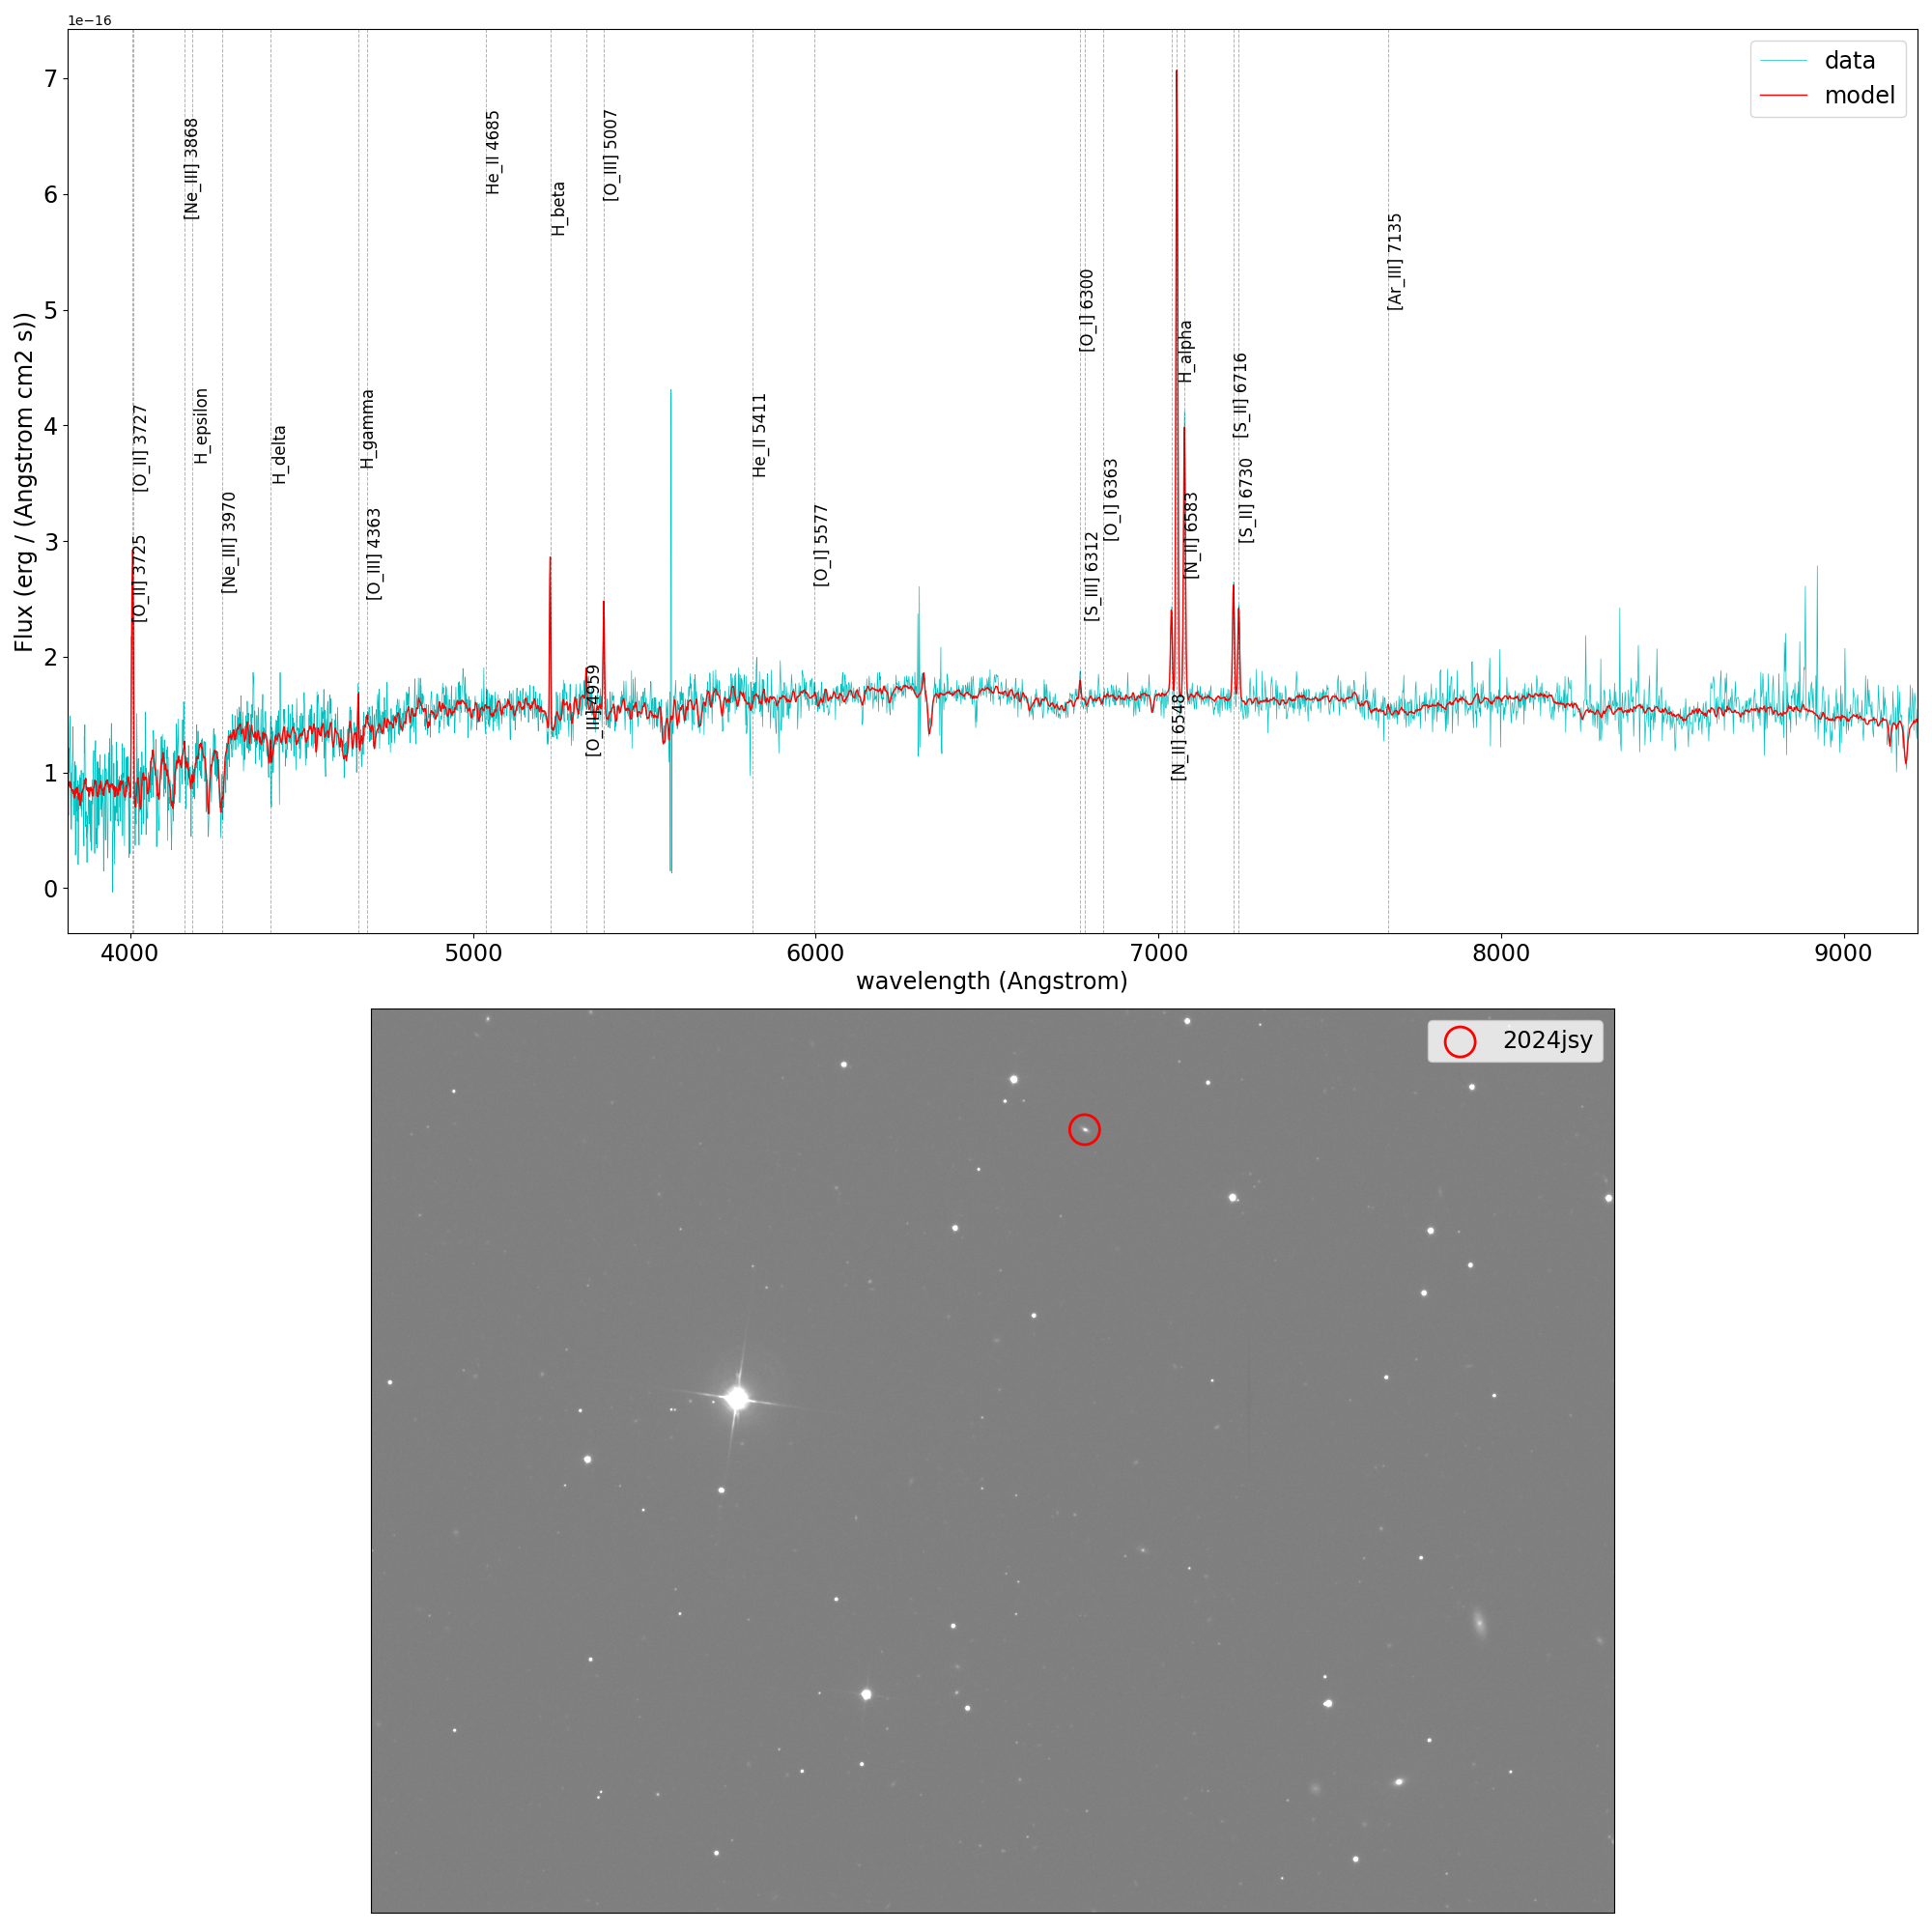 1e−16
data
model
[Ne_III] 3868
He_II 4685
[O_III] 5007
H_beta
[O_I] 6300
[Ar_III] 7135
H_alpha
[S_II] 6716
H_epsilon
H_gamma
He_II 5411
[O_II] 3727
H_delta
[O_I] 6363
[S_II] 6730
[Ne_III] 3970
[N_II] 6583
[O_III] 4363
[O_I] 5577
[S_III] 6312
[O_II] 3725
[O_III] 4959
[N_II] 6548
7
6
5
4
3
2
1
0
Flux (erg / (Angstrom cm2 s))
4000 5000 6000 7000 8000 9000
wavelength (Angstrom)
2024jsy